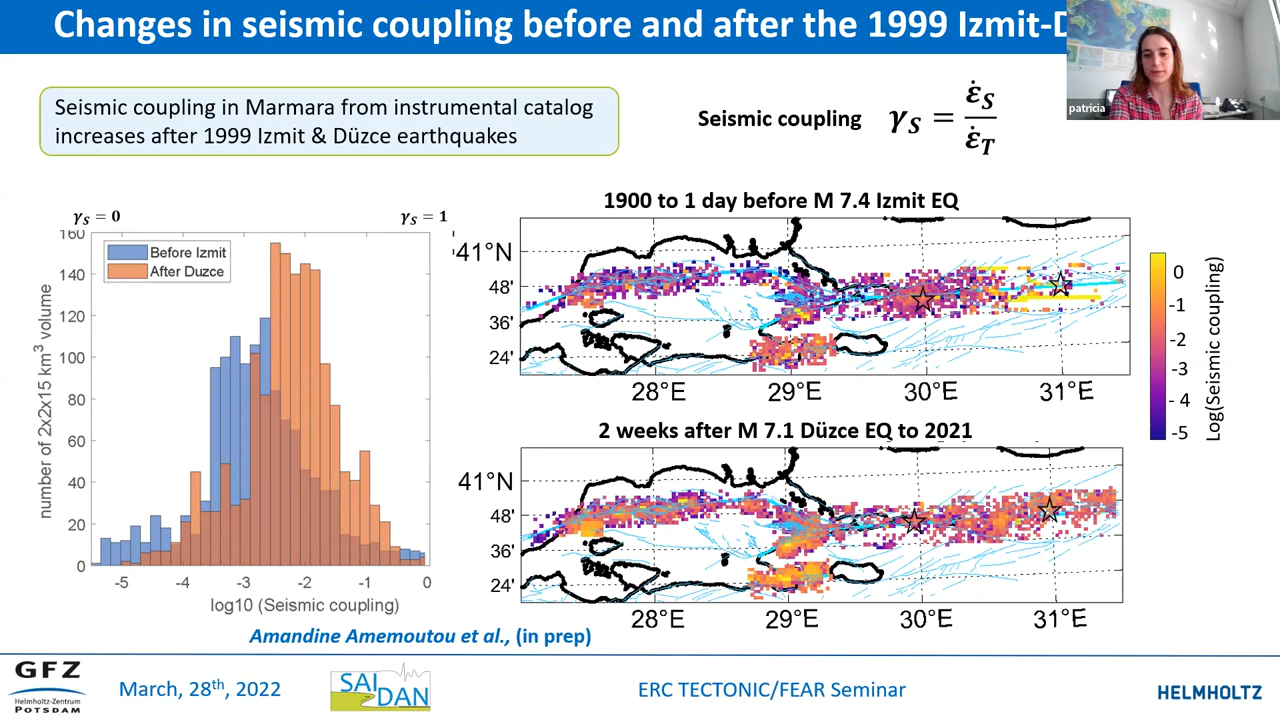 Changes in seismic coupling before and after the 1999 Izmit-D
patricia
Seismic coupling in Marmara from instrumental catalog
increases after 1999 Izmit & Düzce earthquakes
Seismic coupling γS = ε̇S / ε̇T
γS = 0
γS = 1
160
140
120
100
80
60
40
20
0
number of 2x2x15 km³ volume
Before Izmit
After Duzce
-5 -4 -3 -2 -1 0
log10 (Seismic coupling)
1900 to 1 day before M 7.4 Izmit EQ
41°N
48'
36'
24'
28°E 29°E 30°E 31°E
0
-1
-2
-3
- 4
-5
Log(Seismic coupling)
2 weeks after M 7.1 Düzce EQ to 2021
41°N
48'
36'
24'
28°E 29°E 30°E 31°E
Amandine Amemoutou et al., (in prep)
GFZ
Helmholtz-Zentrum
POTSDAM
March, 28th, 2022
SAI
DAN
ERC TECTONIC/FEAR Seminar
HELMHOLTZ